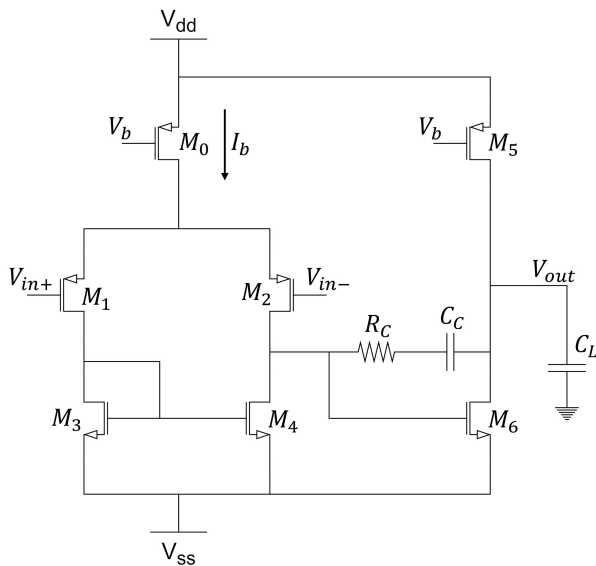 V_dd
V_b
M_0
I_b
V_b
M_5
V_in+
M_1
M_2
V_in−
V_out
R_C
C_C
C_L
M_3
M_4
M_6
V_ss